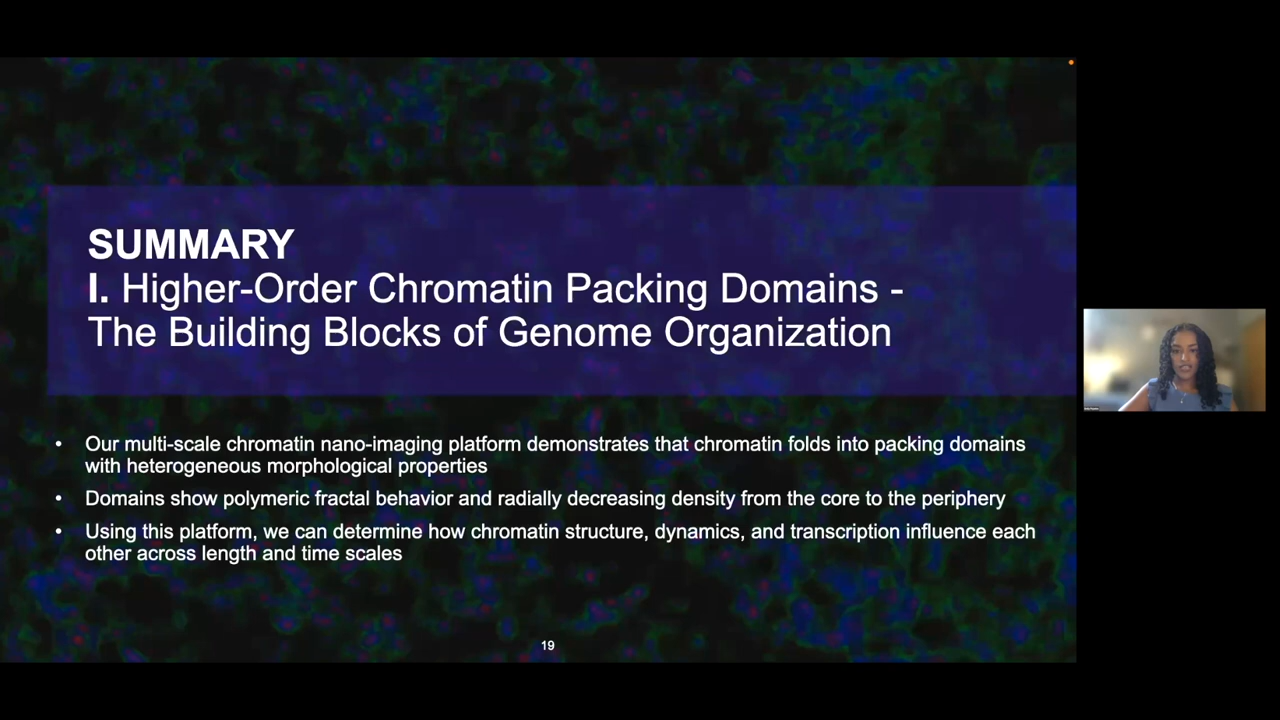 SUMMARY
I. Higher-Order Chromatin Packing Domains -
The Building Blocks of Genome Organization
• Our multi-scale chromatin nano-imaging platform demonstrates that chromatin folds into packing domains
with heterogeneous morphological properties
• Domains show polymeric fractal behavior and radially decreasing density from the core to the periphery
• Using this platform, we can determine how chromatin structure, dynamics, and transcription influence each
other across length and time scales
19